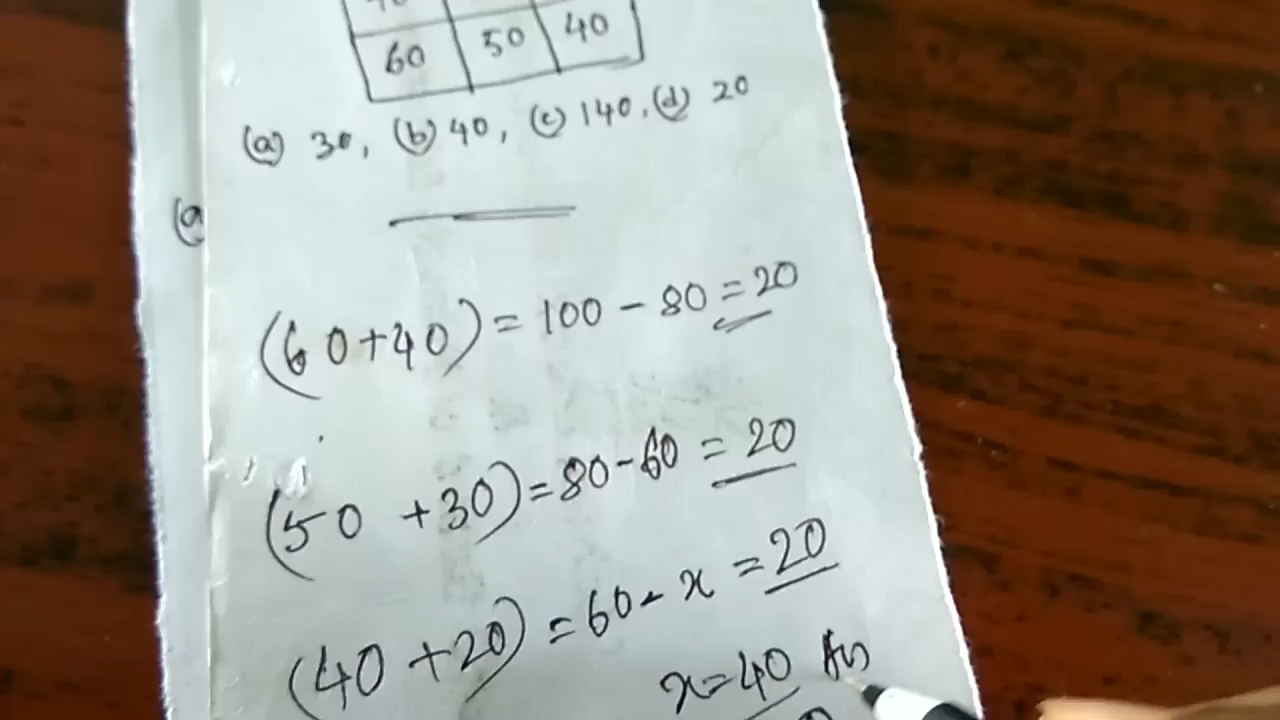 60 50 40
(a) 30, (b) 40, (c) 140, (d) 20
(a
(60+40) = 100 - 80 = 20
(50 +30) = 80 - 60 = 20
(40 +20) = 60 - x = 20
x = 40 Ans